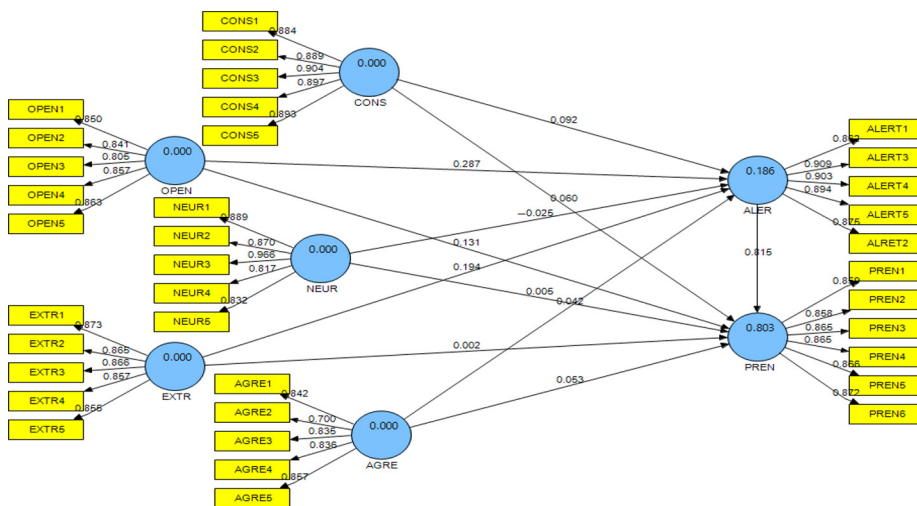 CONS1
0.884
CONS2
0.889
CONS3
0.904
CONS4
0.897
CONS5
0.893
0.000
CONS
OPEN1
0.850
OPEN2
0.841
OPEN3
0.805
OPEN4
0.857
OPEN5
0.863
0.000
OPEN
NEUR1
0.889
NEUR2
0.870
NEUR3
0.966
NEUR4
0.817
NEUR5
0.832
0.000
NEUR
EXTR1
0.873
EXTR2
0.865
EXTR3
0.866
EXTR4
0.857
EXTR5
0.855
0.000
EXTR
AGRE1
0.842
AGRE2
0.700
AGRE3
0.835
AGRE4
0.836
AGRE5
0.857
0.000
AGRE
0.092
0.287
0.060
−0.025
0.131
0.194
0.005
0.042
0.002
0.053
0.815
0.186
ALER
ALERT1
ALERT3
0.909
ALERT4
0.903
ALERT5
0.894
ALRET2
0.875
0.803
PREN
PREN1
PREN2
0.858
PREN3
0.865
PREN4
0.865
PREN5
0.866
PREN6
0.872